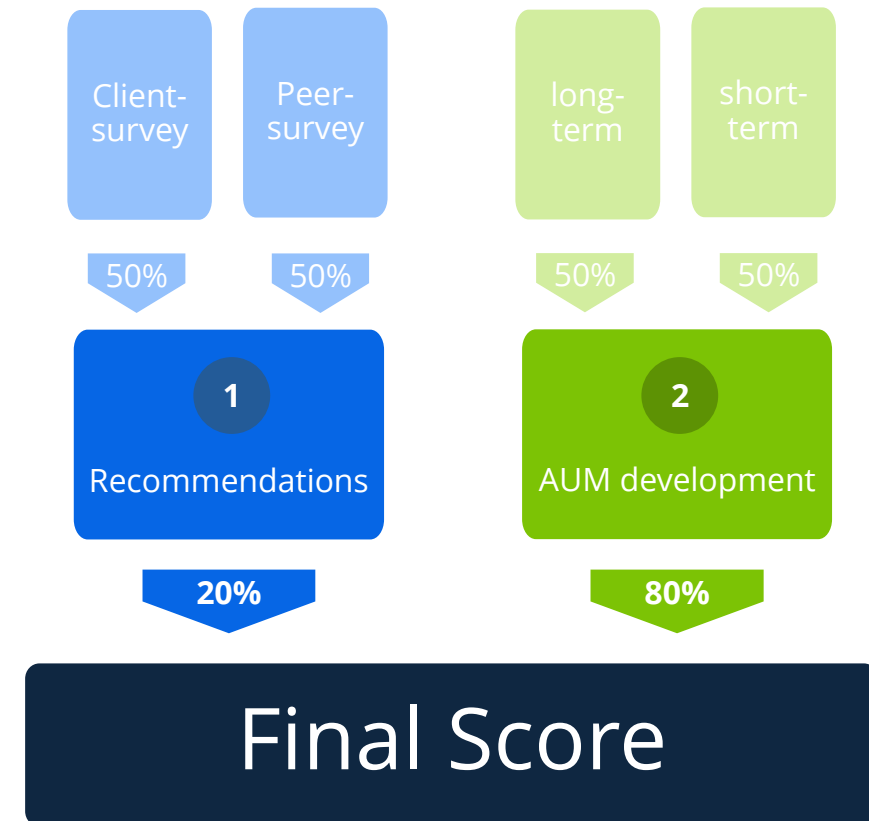 Client-
survey
Peer-
survey
long-
term
short-
term
50%
50%
50%
50%
1
Recommendations
2
AUM development
20%
80%
Final Score